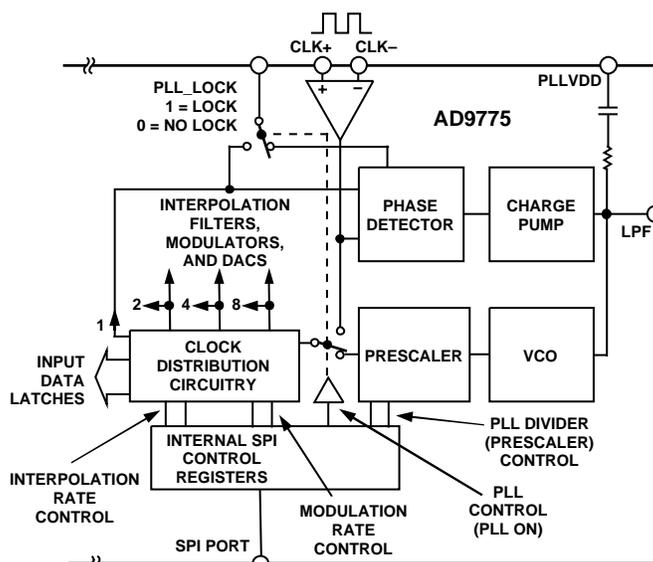 CLK+
CLK–
PLL_LOCK
1 = LOCK
0 = NO LOCK
+
–
PLLVDD
AD9775
INTERPOLATION
FILTERS,
MODULATORS,
AND DACS
PHASE
DETECTOR
CHARGE
PUMP
LPF
2
4
8
1
CLOCK
DISTRIBUTION
CIRCUITRY
PRESCALER
VCO
INPUT
DATA
LATCHES
INTERNAL SPI
CONTROL
REGISTERS
PLL DIVIDER
(PRESCALER)
CONTROL
INTERPOLATION
RATE
CONTROL
MODULATION
RATE
CONTROL
PLL
CONTROL
(PLL ON)
SPI PORT